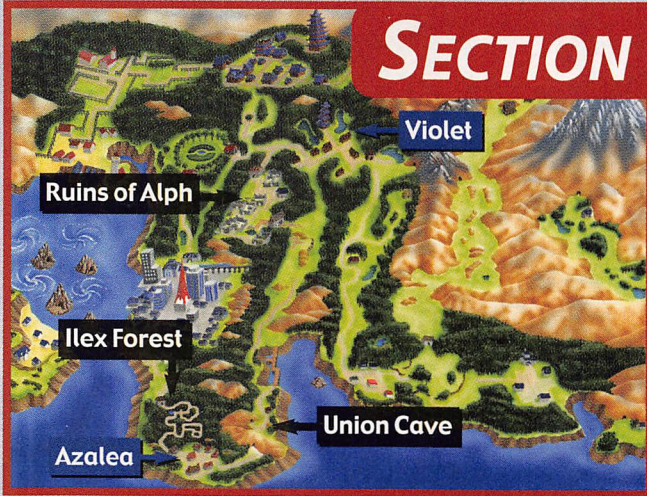 SECTION
Violet
Ruins of Alph
Ilex Forest
Union Cave
Azalea